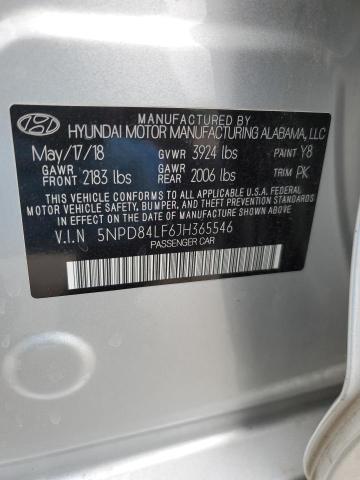 MANUFACTURED BY
HYUNDAI MOTOR MANUFACTURING ALABAMA, LLC
May/17/18 GVWR 3924 lbs PAINT Y8
GAWR FRONT 2183 lbs GAWR REAR 2006 lbs TRIM PK
THIS VEHICLE CONFORMS TO ALL APPLICABLE U.S.A. FEDERAL
MOTOR VEHICLE SAFETY, BUMPER, AND THEFT PREVENTION STANDARDS
IN EFFECT ON THE DATE OF MANUFACTURE SHOWN ABOVE.
V.I.N 5NPD84LF6JH365546
PASSENGER CAR